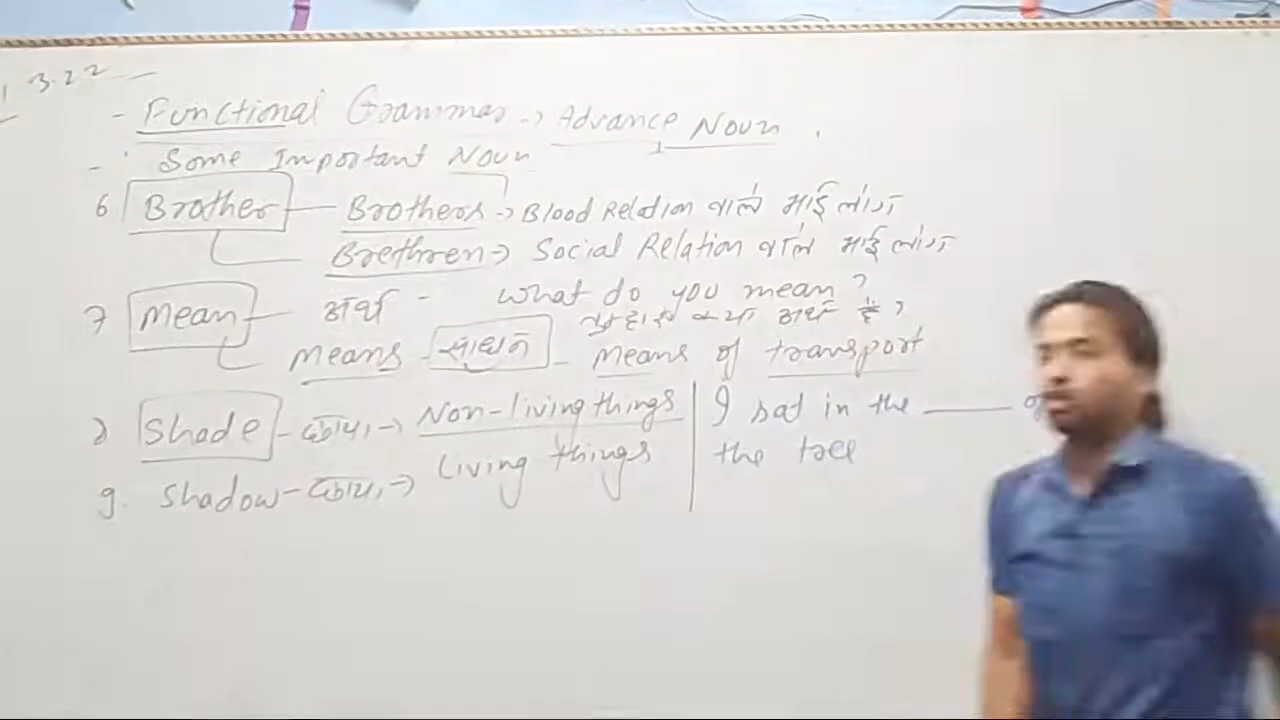 1.3.22
- Functional Grammar → Advance Noun.
- Some Important Noun
6 Brother - Brothers → Blood Relation वाले भाई लोग
Brethren → Social Relation वाले भाई लोग
7 Mean - अर्थ - What do you mean?
तुम्हारा क्या अर्थ है?
Means - साधन - means of transport
8 Shade - छाया → Non-living things
9. Shadow - छाया → Living things
I sat in the ____ of
the tree